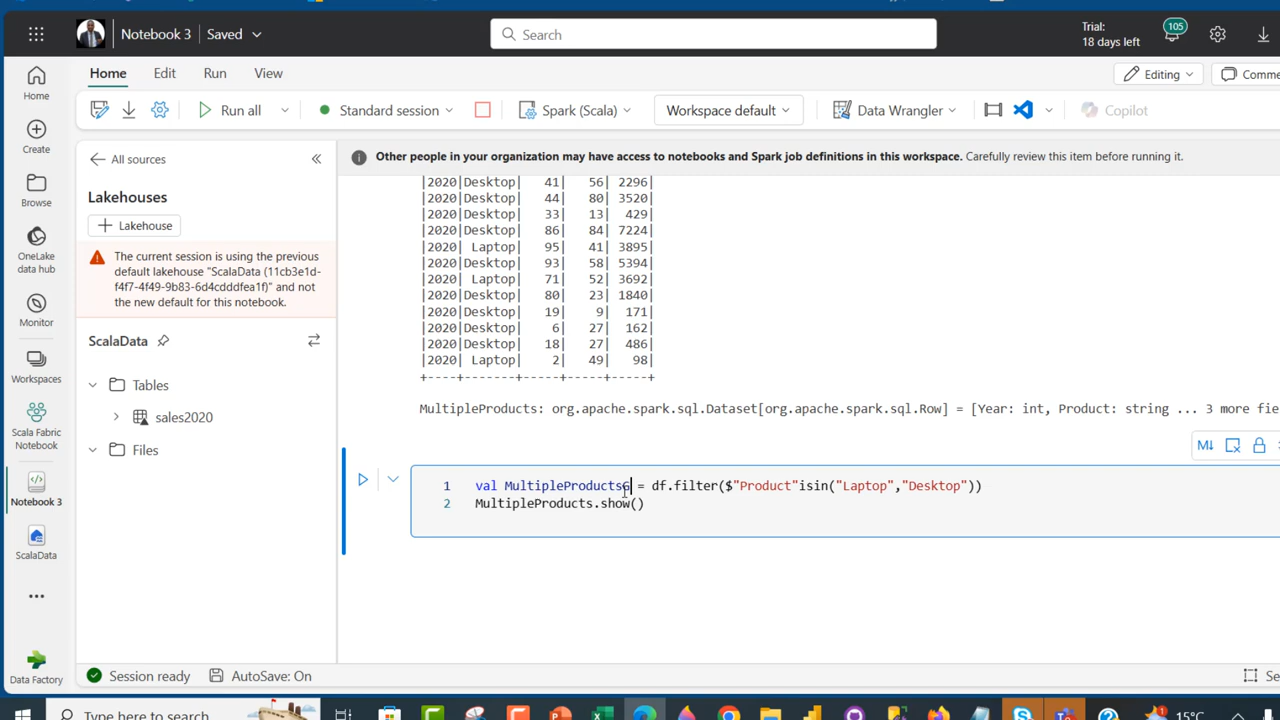 Notebook 3 Saved
Search
Trial:
18 days left
105
Home Edit Run View
Editing
Run all
Standard session
Spark (Scala)
Workspace default
Data Wrangler
Copilot
Home
Create
Browse
OneLake
data hub
Monitor
Workspaces
Scala Fabric
Notebook
Notebook 3
ScalaData
Data Factory
All sources
Lakehouses
Lakehouse
The current session is using the previous
default lakehouse "ScalaData (11cb3e1d-
f4f7-4f49-9b83-6d4cdddfea1f)" and not
the new default for this notebook.
ScalaData
Tables
sales2020
Files
Other people in your organization may have access to notebooks and Spark job definitions in this workspace. Carefully review this item before running it.
|2020|Desktop| 41| 56| 2296|
|2020|Desktop| 44| 80| 3520|
|2020|Desktop| 33| 13| 429|
|2020|Desktop| 86| 84| 7224|
|2020| Laptop| 95| 41| 3895|
|2020|Desktop| 93| 58| 5394|
|2020| Laptop| 71| 52| 3692|
|2020|Desktop| 80| 23| 1840|
|2020|Desktop| 19| 9| 171|
|2020|Desktop| 6| 27| 162|
|2020|Desktop| 18| 27| 486|
|2020| Laptop| 2| 49| 98|
+----+-------+-----+-----+-----+
MultipleProducts: org.apache.spark.sql.Dataset[org.apache.spark.sql.Row] = [Year: int, Product: string ... 3 more
M↓
1 val MultipleProducts = df.filter($"Product"isin("Laptop","Desktop"))
2 MultipleProducts.show()
Session ready
AutoSave: On
Type here to search
15°C